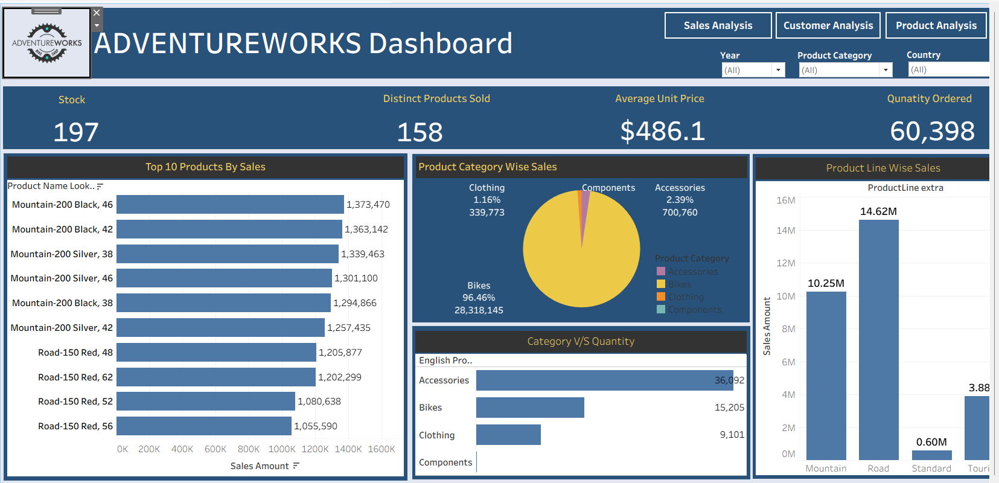 ADVENTUREWORKS
BIKE SHOP
ADVENTUREWORKS Dashboard
Sales Analysis
Customer Analysis
Product Analysis
Year
(All)
Product Category
(All)
Country
(All)
Stock
197
Distinct Products Sold
158
Average Unit Price
$486.1
Qunatity Ordered
60,398
Top 10 Products By Sales
Product Name Look..
Mountain-200 Black, 46 1,373,470
Mountain-200 Black, 42 1,363,142
Mountain-200 Silver, 38 1,339,463
Mountain-200 Silver, 46 1,301,100
Mountain-200 Black, 38 1,294,866
Mountain-200 Silver, 42 1,257,435
Road-150 Red, 48 1,205,877
Road-150 Red, 62 1,202,299
Road-150 Red, 52 1,080,638
Road-150 Red, 56 1,055,590
0K 200K 400K 600K 800K 1000K 1200K 1400K 1600K
Sales Amount
Product Category Wise Sales
Clothing
1.16%
339,773
Components
Accessories
2.39%
700,760
Bikes
96.46%
28,318,145
Product Category
Accessories
Bikes
Clothing
Components
Category V/S Quantity
English Pro..
Accessories 36,092
Bikes 15,205
Clothing 9,101
Components
Product Line Wise Sales
ProductLine extra
16M
14M
12M
10M
8M
6M
4M
2M
0M
Sales Amount
10.25M
14.62M
0.60M
3.88
Mountain Road Standard Touri